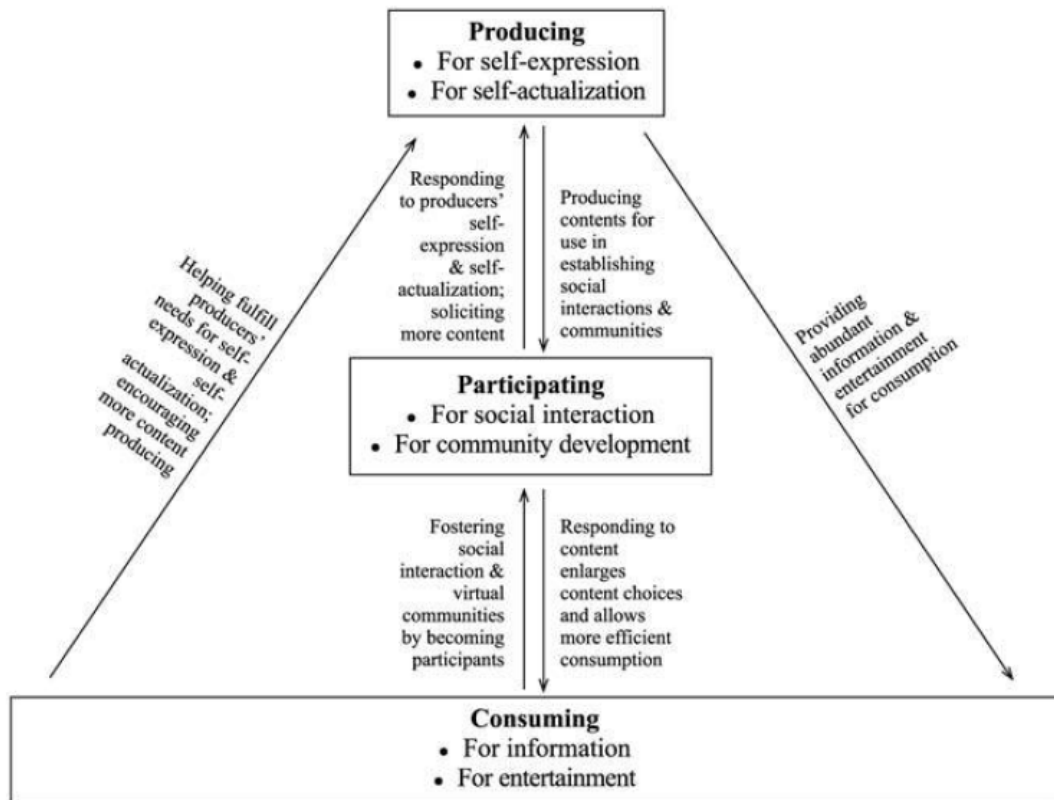 Producing
• For self-expression
• For self-actualization
Responding
to producers’
self-
expression
& self-
actualization;
soliciting
more content
Producing
contents for
use in
establishing
social
interactions &
communities
Helping fulfill
producers’
needs for self-
expression &
self-
actualization;
encouraging
more content
producing
Providing
abundant
information &
entertainment
for consumption
Participating
• For social interaction
• For community development
Fostering
social
interaction &
virtual
communities
by becoming
participants
Responding to
content
enlarges
content choices
and allows
more efficient
consumption
Consuming
• For information
• For entertainment